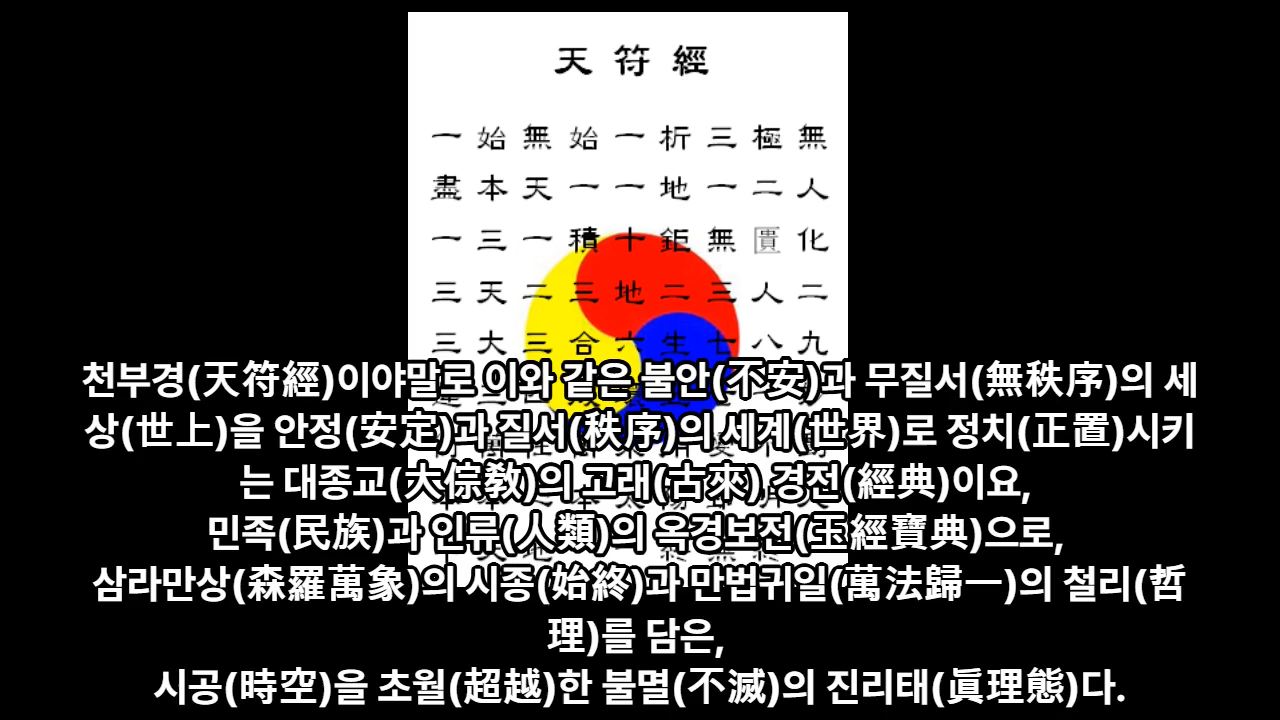 天符經
一始無始一析三極無
盡本天一一地一二人
一三一積十鉅無匱化
三天二三地二三人二
三大三合六生七八九
천부경(天符經)이야말로 이와 같은 불안(不安)과 무질서(無秩序)의 세
상(世上)을 안정(安定)과 질서(秩序)의 세계(世界)로 정치(正置)시키
는 대종교(大倧敎)의 고래(古來) 경전(經典)이요,
민족(民族)과 인류(人類)의 옥경보전(玉經寶典)으로,
삼라만상(森羅萬象)의 시종(始終)과 만법귀일(萬法歸一)의 철리(哲
理)를 담은,
시공(時空)을 초월(超越)한 불멸(不滅)의 진리태(眞理態)다.